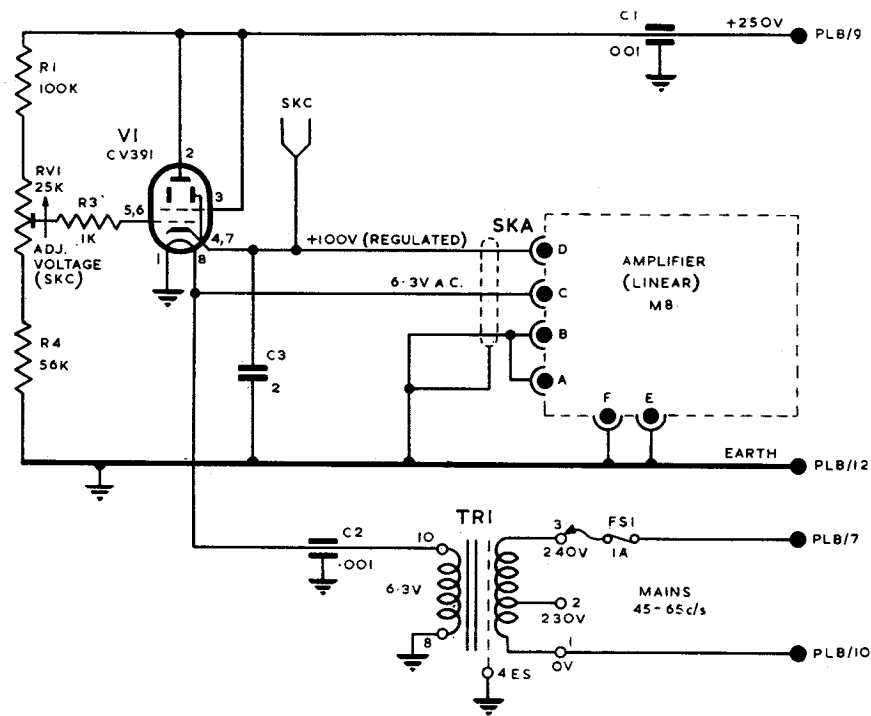 C1
+250V
PLB/9
.001
R1
100K
SKC
V1
CV391
2
RV1
25K
R3
3
5,6
1K
4,7
SKA
+100V (REGULATED)
D
AMPLIFIER
(LINEAR)
M8
ADJ.
VOLTAGE
(SKC)
1
8
6·3V A.C.
C
B
R4
56K
C3
2
A
F
E
EARTH
PLB/12
TR1
C2
10
3
FS1
PLB/7
240V
1A
.001
6·3V
MAINS
45-65c/s
2
230V
8
1
0V
PLB/10
4 ES